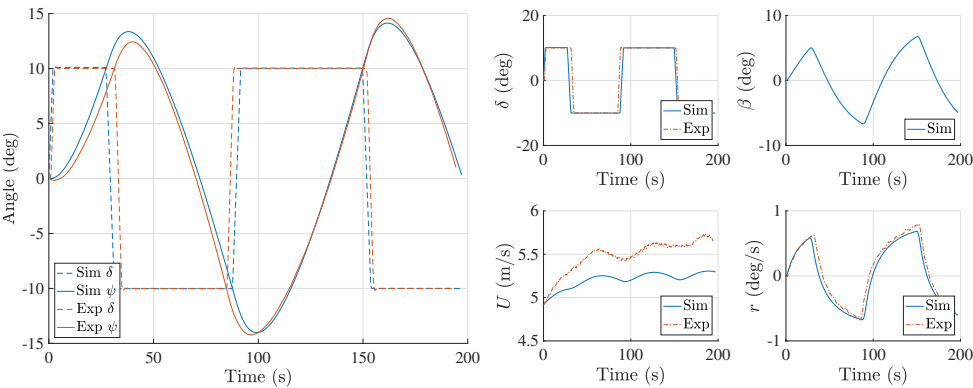 15
10
5
0
-5
-10
-15
Angle (deg)
0
50
100
150
200
Time (s)
Sim δ
Sim ψ
Exp δ
Exp ψ
20
0
-20
δ (deg)
0
100
200
Time (s)
Sim
Exp
10
0
-10
β (deg)
0
100
200
Time (s)
Sim
6
5.5
5
4.5
U (m/s)
0
100
200
Time (s)
Sim
Exp
1
0
-1
r (deg/s)
0
100
200
Time (s)
Sim
Exp